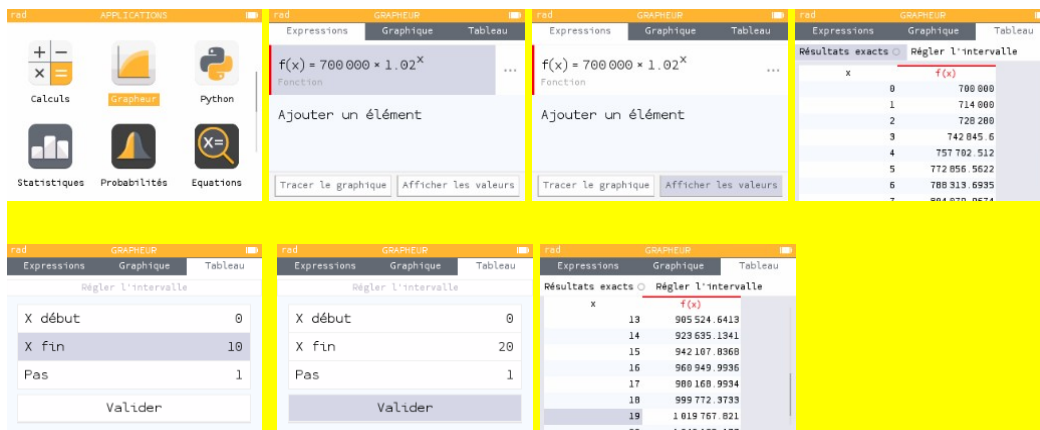 rad APPLICATIONS
Calculs Grapheur Python
Statistiques Probabilités Equations
rad GRAPHEUR
Expressions Graphique Tableau
f(x) = 700 000 × 1.02^x
Fonction
...
Ajouter un élément
Tracer le graphique Afficher les valeurs
rad GRAPHEUR
Expressions Graphique Tableau
f(x) = 700 000 × 1.02^x
Fonction
...
Ajouter un élément
Tracer le graphique Afficher les valeurs
rad GRAPHEUR
Expressions Graphique Tableau
Résultats exacts Régler l'intervalle
x f(x)
0 700 000
1 714 000
2 728 280
3 742 845.6
4 757 702.512
5 772 856.5622
6 788 313.6935
rad GRAPHEUR
Expressions Graphique Tableau
Régler l'intervalle
X début 0
X fin 10
Pas 1
Valider
rad GRAPHEUR
Expressions Graphique Tableau
Régler l'intervalle
X début 0
X fin 20
Pas 1
Valider
rad GRAPHEUR
Expressions Graphique Tableau
Résultats exacts Régler l'intervalle
x f(x)
13 905 524.6413
14 923 635.1341
15 942 107.8368
16 960 949.9936
17 980 168.9934
18 999 772.3733
19 1 019 767.821